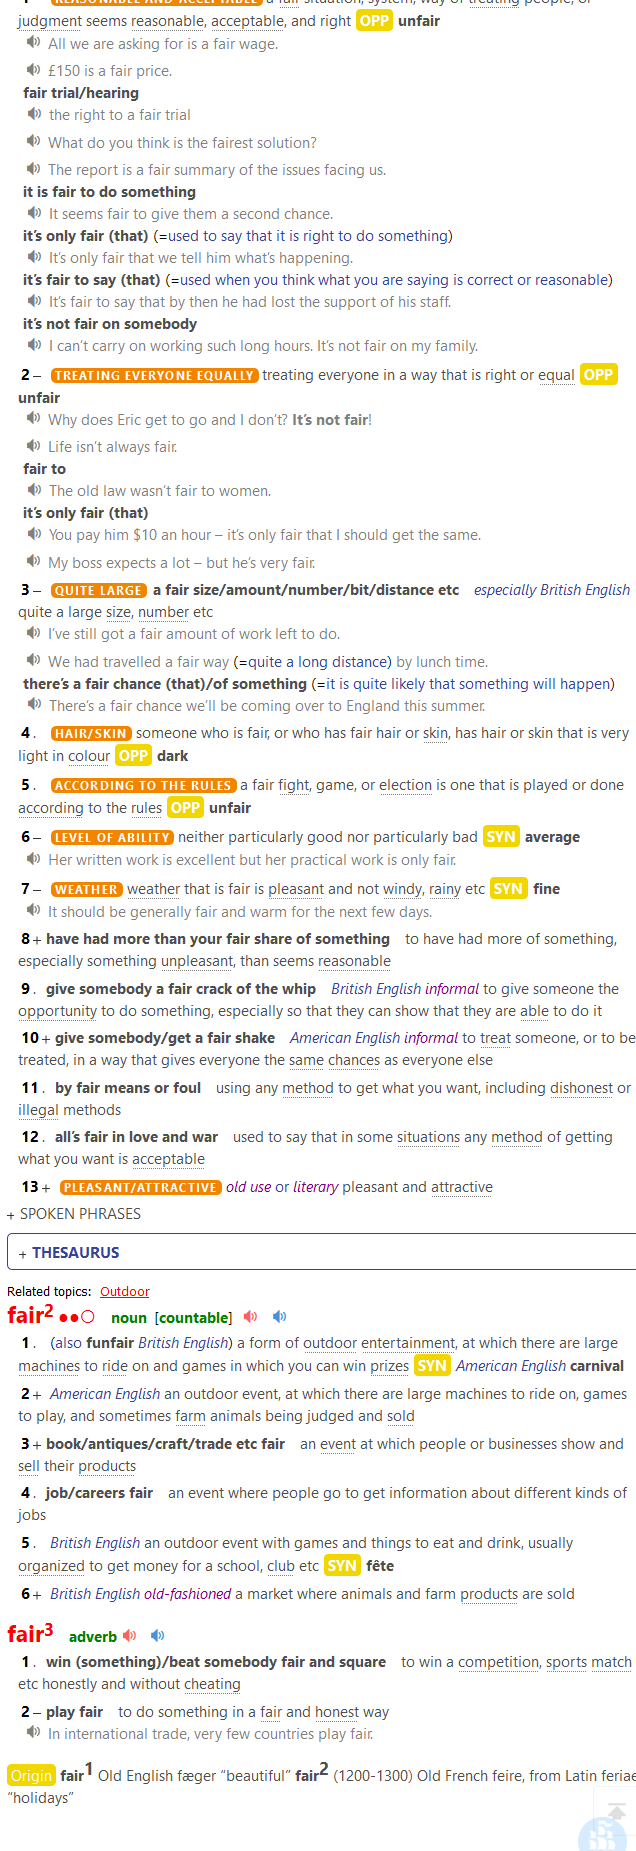 1 – REASONABLE AND ACCEPTABLE a fair situation, system, way of treating people, or
judgment seems reasonable, acceptable, and right OPP unfair
All we are asking for is a fair wage.
£150 is a fair price.
fair trial/hearing
the right to a fair trial
What do you think is the fairest solution?
The report is a fair summary of the issues facing us.
it is fair to do something
It seems fair to give them a second chance.
it’s only fair (that) (=used to say that it is right to do something)
It’s only fair that we tell him what’s happening.
it’s fair to say (that) (=used when you think what you are saying is correct or reasonable)
It’s fair to say that by then he had lost the support of his staff.
it’s not fair on somebody
I can’t carry on working such long hours. It’s not fair on my family.
2 – TREATING EVERYONE EQUALLY treating everyone in a way that is right or equal OPP
unfair
Why does Eric get to go and I don’t? It’s not fair!
Life isn’t always fair.
fair to
The old law wasn’t fair to women.
it’s only fair (that)
You pay him $10 an hour – it’s only fair that I should get the same.
My boss expects a lot – but he’s very fair.
3 – QUITE LARGE a fair size/amount/number/bit/distance etc especially British English
quite a large size, number etc
I’ve still got a fair amount of work left to do.
We had travelled a fair way (=quite a long distance) by lunch time.
there’s a fair chance (that)/of something (=it is quite likely that something will happen)
There’s a fair chance we’ll be coming over to England this summer.
4 . HAIR/SKIN someone who is fair, or who has fair hair or skin, has hair or skin that is very
light in colour OPP dark
5 . ACCORDING TO THE RULES a fair fight, game, or election is one that is played or done
according to the rules OPP unfair
6 – LEVEL OF ABILITY neither particularly good nor particularly bad SYN average
Her written work is excellent but her practical work is only fair.
7 – WEATHER weather that is fair is pleasant and not windy, rainy etc SYN fine
It should be generally fair and warm for the next few days.
8 + have had more than your fair share of something to have had more of something,
especially something unpleasant, than seems reasonable
9 . give somebody a fair crack of the whip British English informal to give someone the
opportunity to do something, especially so that they can show that they are able to do it
10 + give somebody/get a fair shake American English informal to treat someone, or to be
treated, in a way that gives everyone the same chances as everyone else
11 . by fair means or foul using any method to get what you want, including dishonest or
illegal methods
12 . all’s fair in love and war used to say that in some situations any method of getting
what you want is acceptable
13 + PLEASANT/ATTRACTIVE old use or literary pleasant and attractive
+ SPOKEN PHRASES
+ THESAURUS
Related topics: Outdoor
fair2 ●●○ noun [countable]
1 . (also funfair British English) a form of outdoor entertainment, at which there are large
machines to ride on and games in which you can win prizes SYN American English carnival
2 + American English an outdoor event, at which there are large machines to ride on, games
to play, and sometimes farm animals being judged and sold
3 + book/antiques/craft/trade etc fair an event at which people or businesses show and
sell their products
4 . job/careers fair an event where people go to get information about different kinds of
jobs
5 . British English an outdoor event with games and things to eat and drink, usually
organized to get money for a school, club etc SYN fête
6 + British English old-fashioned a market where animals and farm products are sold
fair3 adverb
1 . win (something)/beat somebody fair and square to win a competition, sports match
etc honestly and without cheating
2 – play fair to do something in a fair and honest way
In international trade, very few countries play fair.
Origin fair1 Old English fæger “beautiful” fair2 (1200-1300) Old French feire, from Latin feriae
“holidays”